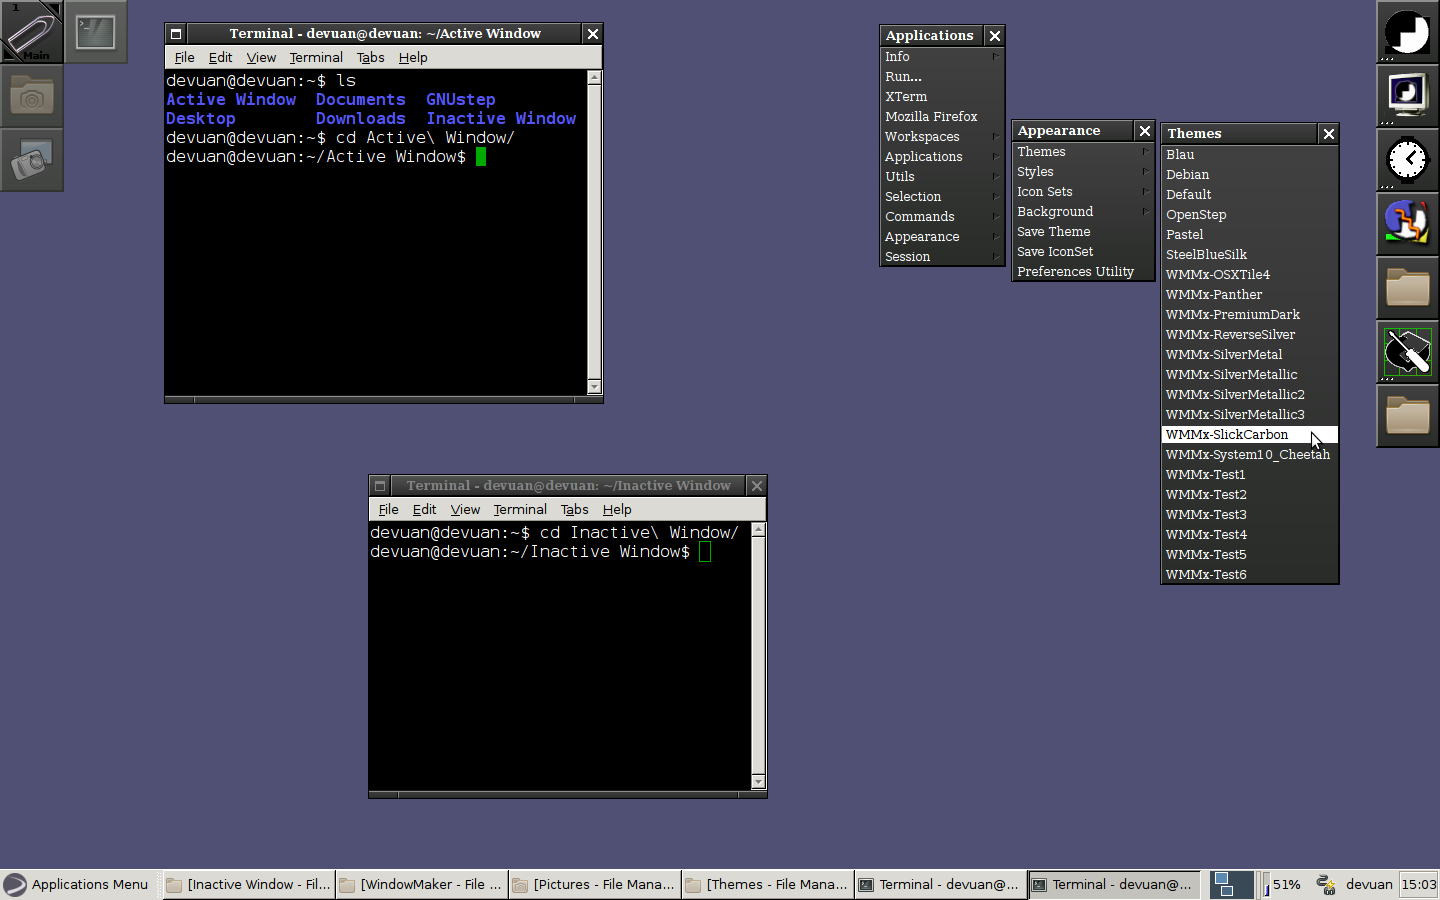 1
Main
Terminal - devuan@devuan: ~/Active Window
File Edit View Terminal Tabs Help
devuan@devuan:~$ ls
Active Window Documents GNUstep
Desktop Downloads Inactive Window
devuan@devuan:~$ cd Active\ Window/
devuan@devuan:~/Active Window$
Terminal - devuan@devuan: ~/Inactive Window
File Edit View Terminal Tabs Help
devuan@devuan:~$ cd Inactive\ Window/
devuan@devuan:~/Inactive Window$
Applications
Info
Run...
XTerm
Mozilla Firefox
Workspaces
Applications
Utils
Selection
Commands
Appearance
Session
Appearance
Themes
Styles
Icon Sets
Background
Save Theme
Save IconSet
Preferences Utility
Themes
Blau
Debian
Default
OpenStep
Pastel
SteelBlueSilk
WMMx-OSXTile4
WMMx-Panther
WMMx-PremiumDark
WMMx-ReverseSilver
WMMx-SilverMetal
WMMx-SilverMetallic
WMMx-SilverMetallic2
WMMx-SilverMetallic3
WMMx-SlickCarbon
WMMx-System10_Cheetah
WMMx-Test1
WMMx-Test2
WMMx-Test3
WMMx-Test4
WMMx-Test5
WMMx-Test6
Applications Menu [Inactive Window - Fil... [WindowMaker - File ... [Pictures - File Mana... [Themes - File Mana... Terminal - devuan@... Terminal - devuan@... 51% devuan 15:03